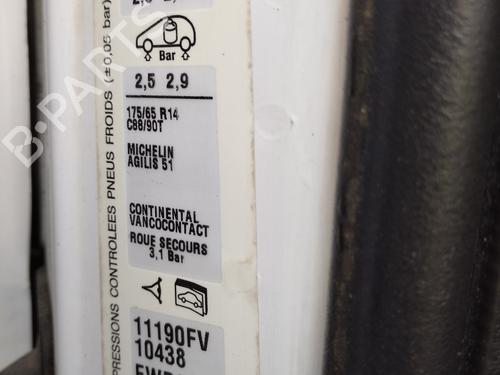 Bar
2,5 2,9
175/65 R14
C88/90T
MICHELIN
AGILIS 51
CONTINENTAL
VANCOCONTACT
ROUE SECOURS
3,1 Bar
11190FV
10438
PRESSIONS CONTROLEES PNEUS FROIDS (±0,05 bar)
B-PARTS